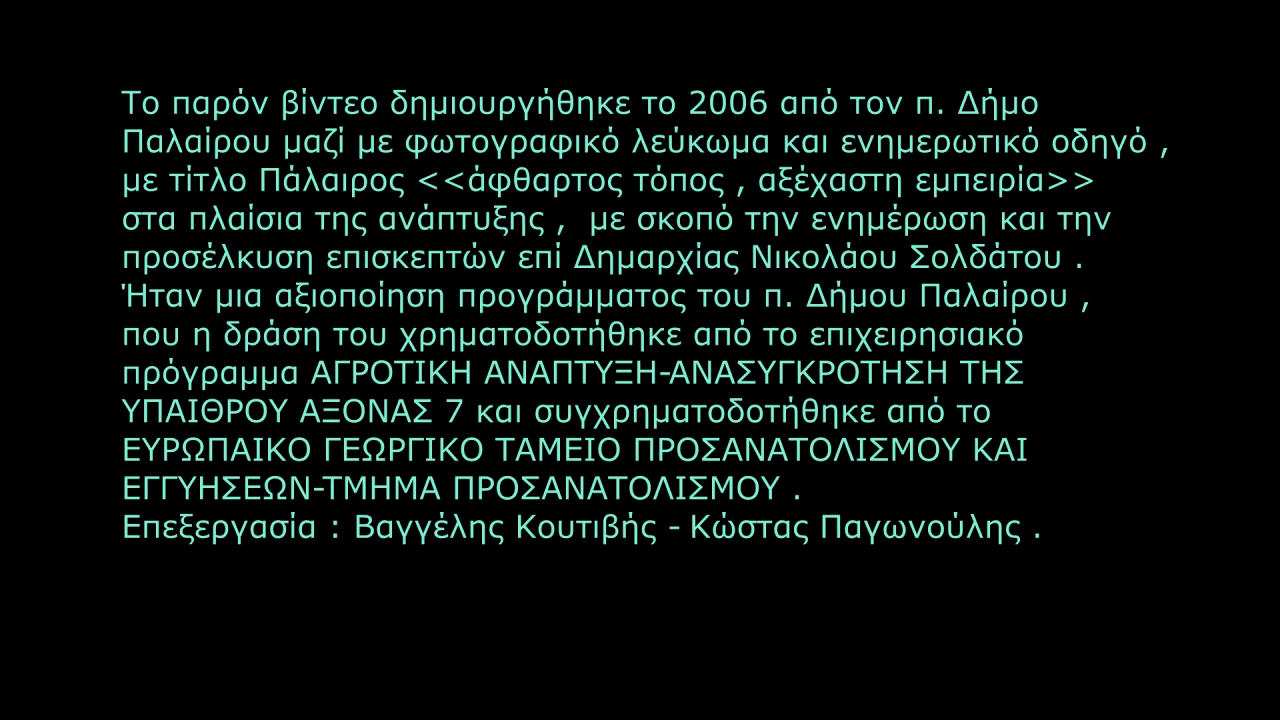 Το παρόν βίντεο δημιουργήθηκε το 2006 από τον π. Δήμο
Παλαίρου μαζί με φωτογραφικό λεύκωμα και ενημερωτικό οδηγό ,
με τίτλο Πάλαιρος <<άφθαρτος τόπος , αξέχαστη εμπειρία>>
στα πλαίσια της ανάπτυξης ,  με σκοπό την ενημέρωση και την
προσέλκυση επισκεπτών επί Δημαρχίας Νικολάου Σολδάτου .
Ήταν μια αξιοποίηση προγράμματος του π. Δήμου Παλαίρου ,
που η δράση του χρηματοδοτήθηκε από το επιχειρησιακό
πρόγραμμα ΑΓΡΟΤΙΚΗ ΑΝΑΠΤΥΞΗ-ΑΝΑΣΥΓΚΡΟΤΗΣΗ ΤΗΣ
ΥΠΑΙΘΡΟΥ ΑΞΟΝΑΣ 7 και συγχρηματοδοτήθηκε από το
ΕΥΡΩΠΑΙΚΟ ΓΕΩΡΓΙΚΟ ΤΑΜΕΙΟ ΠΡΟΣΑΝΑΤΟΛΙΣΜΟΥ ΚΑΙ
ΕΓΓΥΗΣΕΩΝ-ΤΜΗΜΑ ΠΡΟΣΑΝΑΤΟΛΙΣΜΟΥ .
Επεξεργασία : Βαγγέλης Κουτιβής - Κώστας Παγωνούλης .